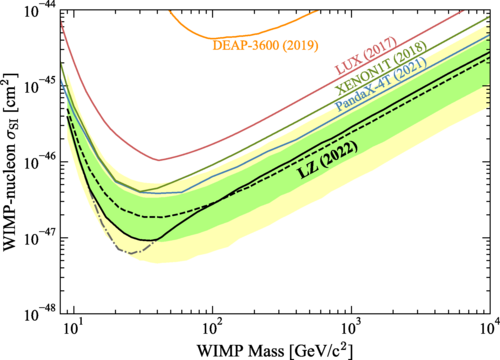 10⁻⁴⁴
DEAP-3600 (2019)
LUX (2017)
XENON1T (2018)
PandaX-4T (2021)
LZ (2022)
10⁻⁴⁵
10⁻⁴⁶
10⁻⁴⁷
10⁻⁴⁸
WIMP-nucleon σSI [cm²]
10¹ 10² 10³ 10⁴
WIMP Mass [GeV/c²]